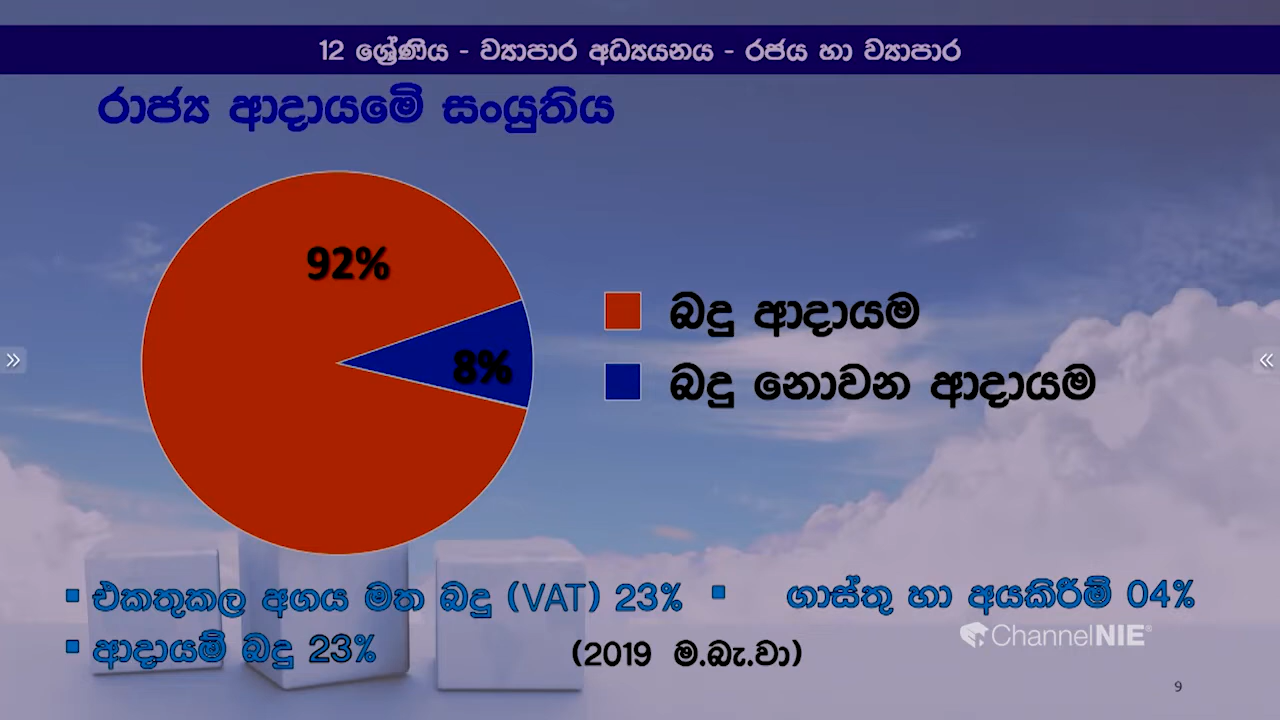 12 ශ්‍රේණිය - ව්‍යාපාර අධ්‍යයනය - රජය හා ව්‍යාපාර
රාජ්‍ය ආදායමේ සංයුතිය
92%
8%
බදු ආදායම
බදු නොවන ආදායම
▪ එකතුකල අගය මත බදු (VAT) 23% ▪ ගාස්තු හා අයකිරීම් 04%
▪ ආදායම් බදු 23% (2019 ම.බැ.වා)
ChannelNIE®
9